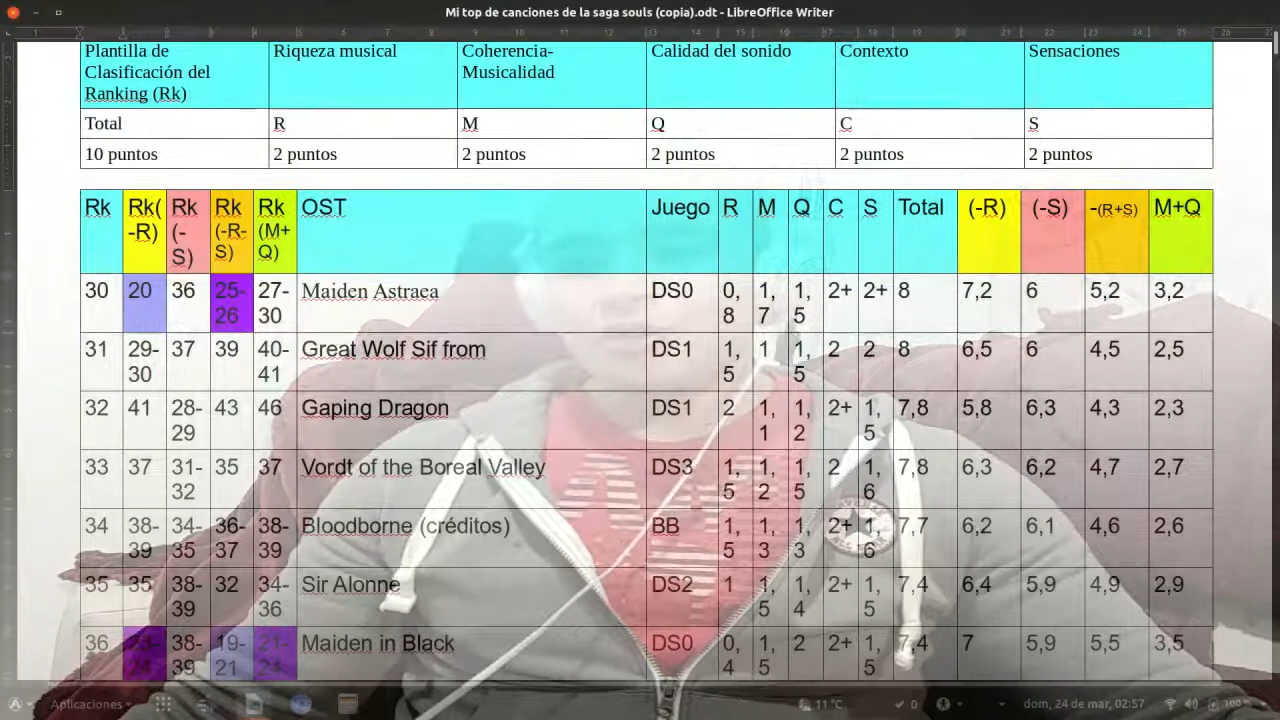 Mi top de canciones de la saga souls (copia).odt - LibreOffice Writer
Plantilla de Clasificación del Ranking (Rk) Riqueza musical Coherencia-Musicalidad Calidad del sonido Contexto Sensaciones
Total R M Q C S
10 puntos 2 puntos 2 puntos 2 puntos 2 puntos 2 puntos
Rk Rk(-R) Rk (-S) Rk (-R-S) Rk (M+Q) OST Juego R M Q C S Total (-R) (-S) -(R+S) M+Q
30 20 36 25-26 27-30 Maiden Astraea DS0 0,8 1,7 1,5 2+ 2+ 8 7,2 6 5,2 3,2
31 29-30 37 39 40-41 Great Wolf Sif from DS1 1,5 1 1,5 2 2 8 6,5 6 4,5 2,5
32 41 28-29 43 46 Gaping Dragon DS1 2 1,1 1,2 2+ 1,5 7,8 5,8 6,3 4,3 2,3
33 37 31-32 35 37 Vordt of the Boreal Valley DS3 1,5 1,2 1,5 2 1,6 7,8 6,3 6,2 4,7 2,7
34 38-39 34-35 36-37 38-39 Bloodborne (créditos) BB 1,5 1,3 1,3 2+ 1,6 7,7 6,2 6,1 4,6 2,6
35 35 38-39 32 34-36 Sir Alonne DS2 1 1,5 1,4 2+ 1,5 7,4 6,4 5,9 4,9 2,9
36 23-24 38-39 19-21 21-24 Maiden in Black DS0 0,4 1,5 2 2+ 1,5 7,4 7 5,9 5,5 3,5
Aplicaciones 11 °C 0 dom, 24 de mar, 02:57 100 %